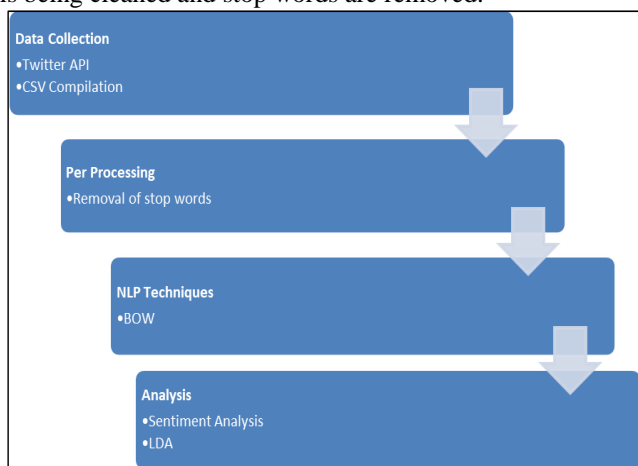 is being cleaned and stop words are removed.
Data Collection
•Twitter API
•CSV Compilation
Per Processing
•Removal of stop words
NLP Techniques
•BOW
Analysis
•Sentiment Analysis
•LDA